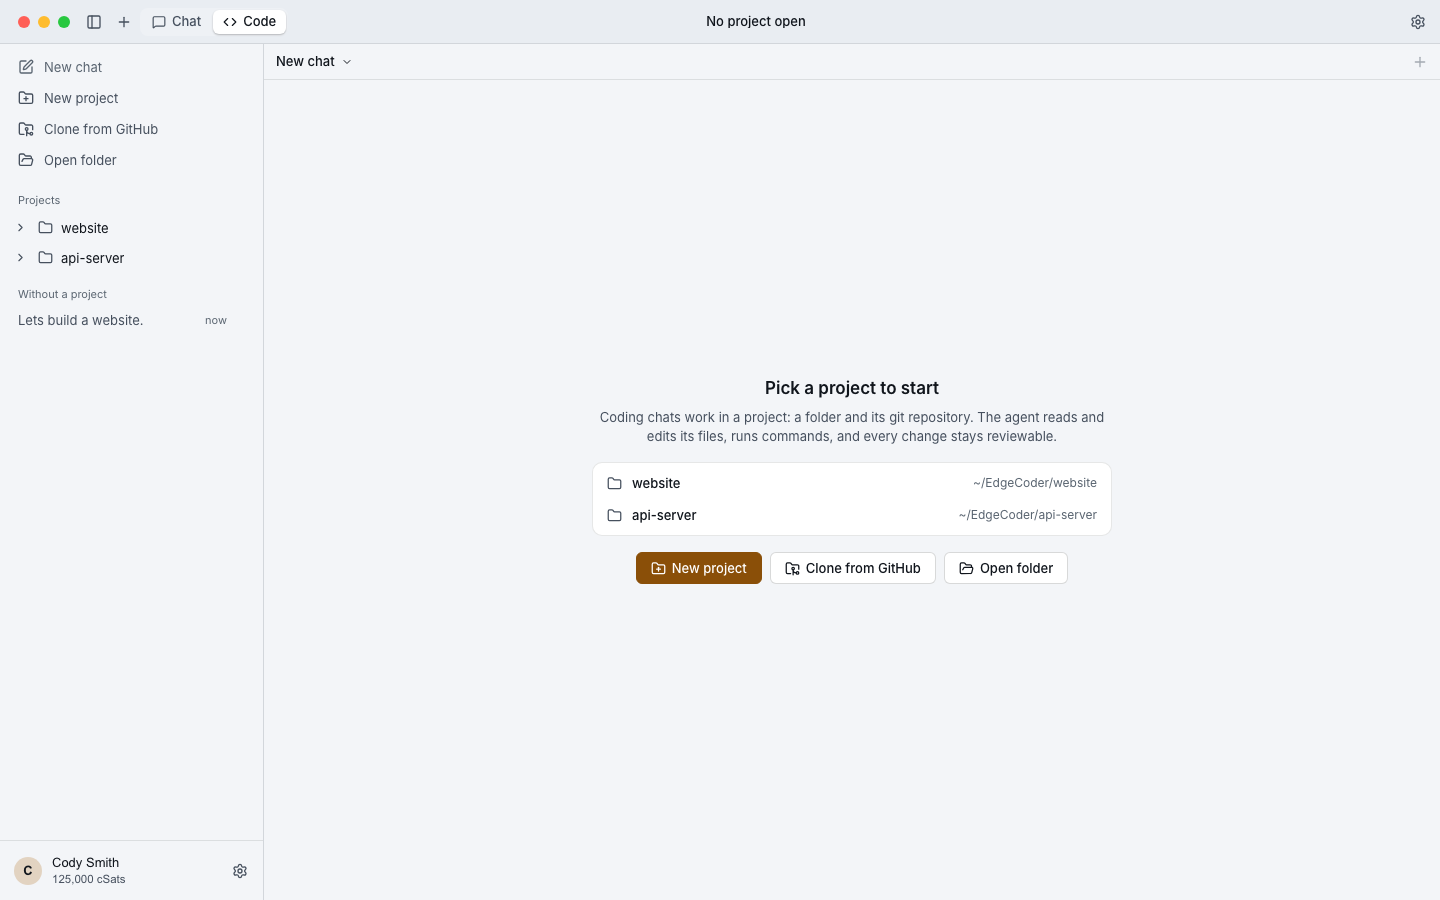 Chat
Code
No project open
New chat
New project
Clone from GitHub
Open folder
Projects
website
api-server
Without a project
Lets build a website.
now
Cody Smith
125,000 cSats
C
New chat
Pick a project to start
Coding chats work in a project: a folder and its git repository. The agent reads and
edits its files, runs commands, and every change stays reviewable.
website
~/EdgeCoder/website
api-server
~/EdgeCoder/api-server
New project
Clone from GitHub
Open folder